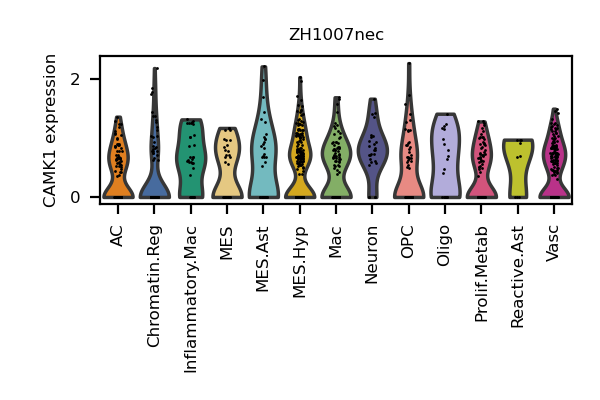 ZH1007nec
CAMK1 expression
2
0
AC
Chromatin.Reg
Inflammatory.Mac
MES
MES.Ast
MES.Hyp
Mac
Neuron
OPC
Oligo
Prolif.Metab
Reactive.Ast
Vasc